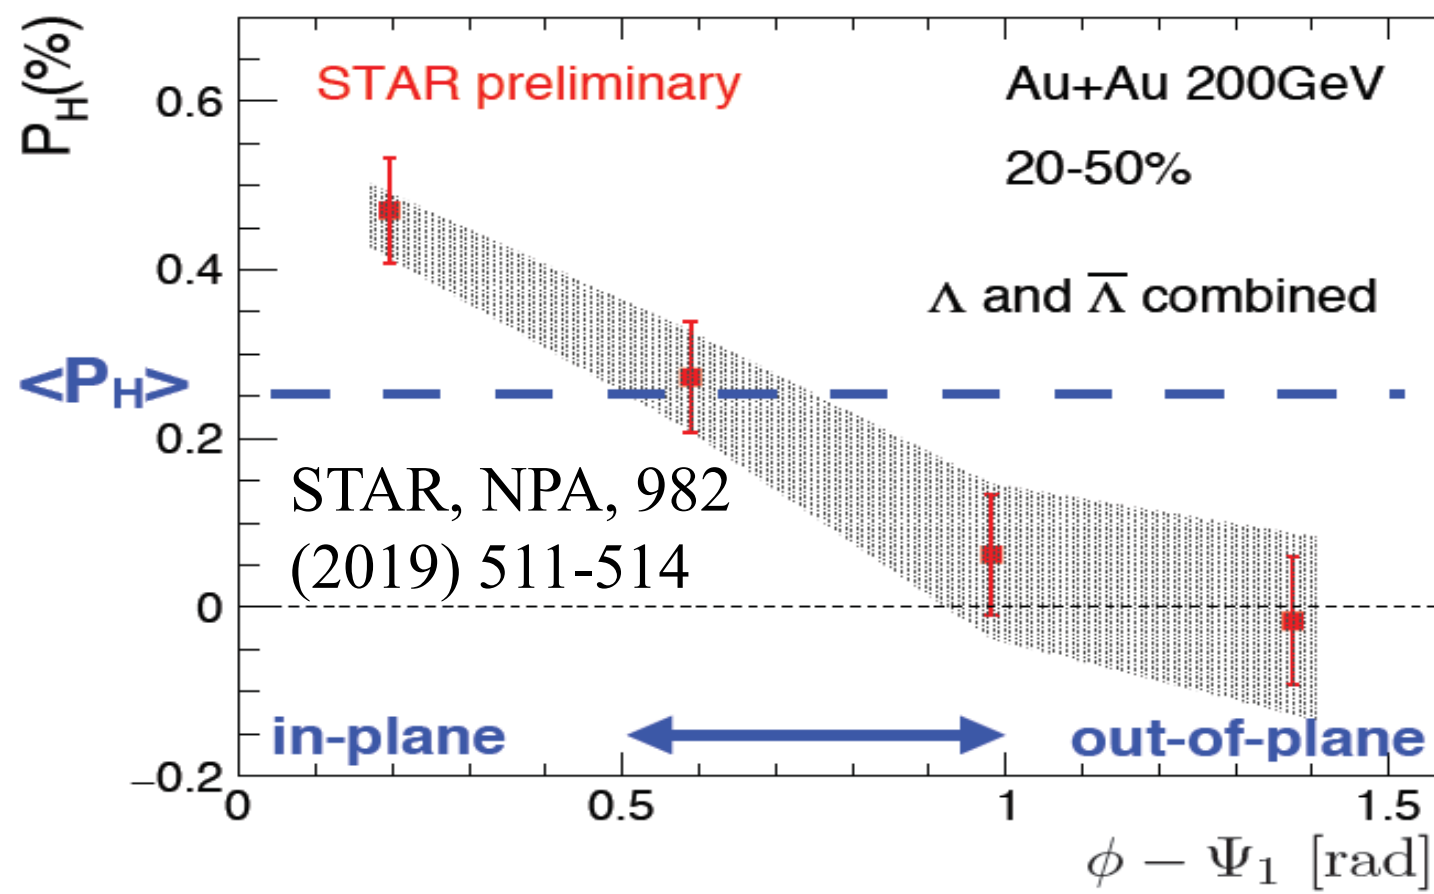 P_H(%)
STAR preliminary
Au+Au 200GeV
20-50%
Λ and Λ̅ combined
<P_H>
STAR, NPA, 982
(2019) 511-514
in-plane
out-of-plane
0.6
0.4
0.2
0
−0.2
0 0.5 1 1.5
ϕ − Ψ₁ [rad]